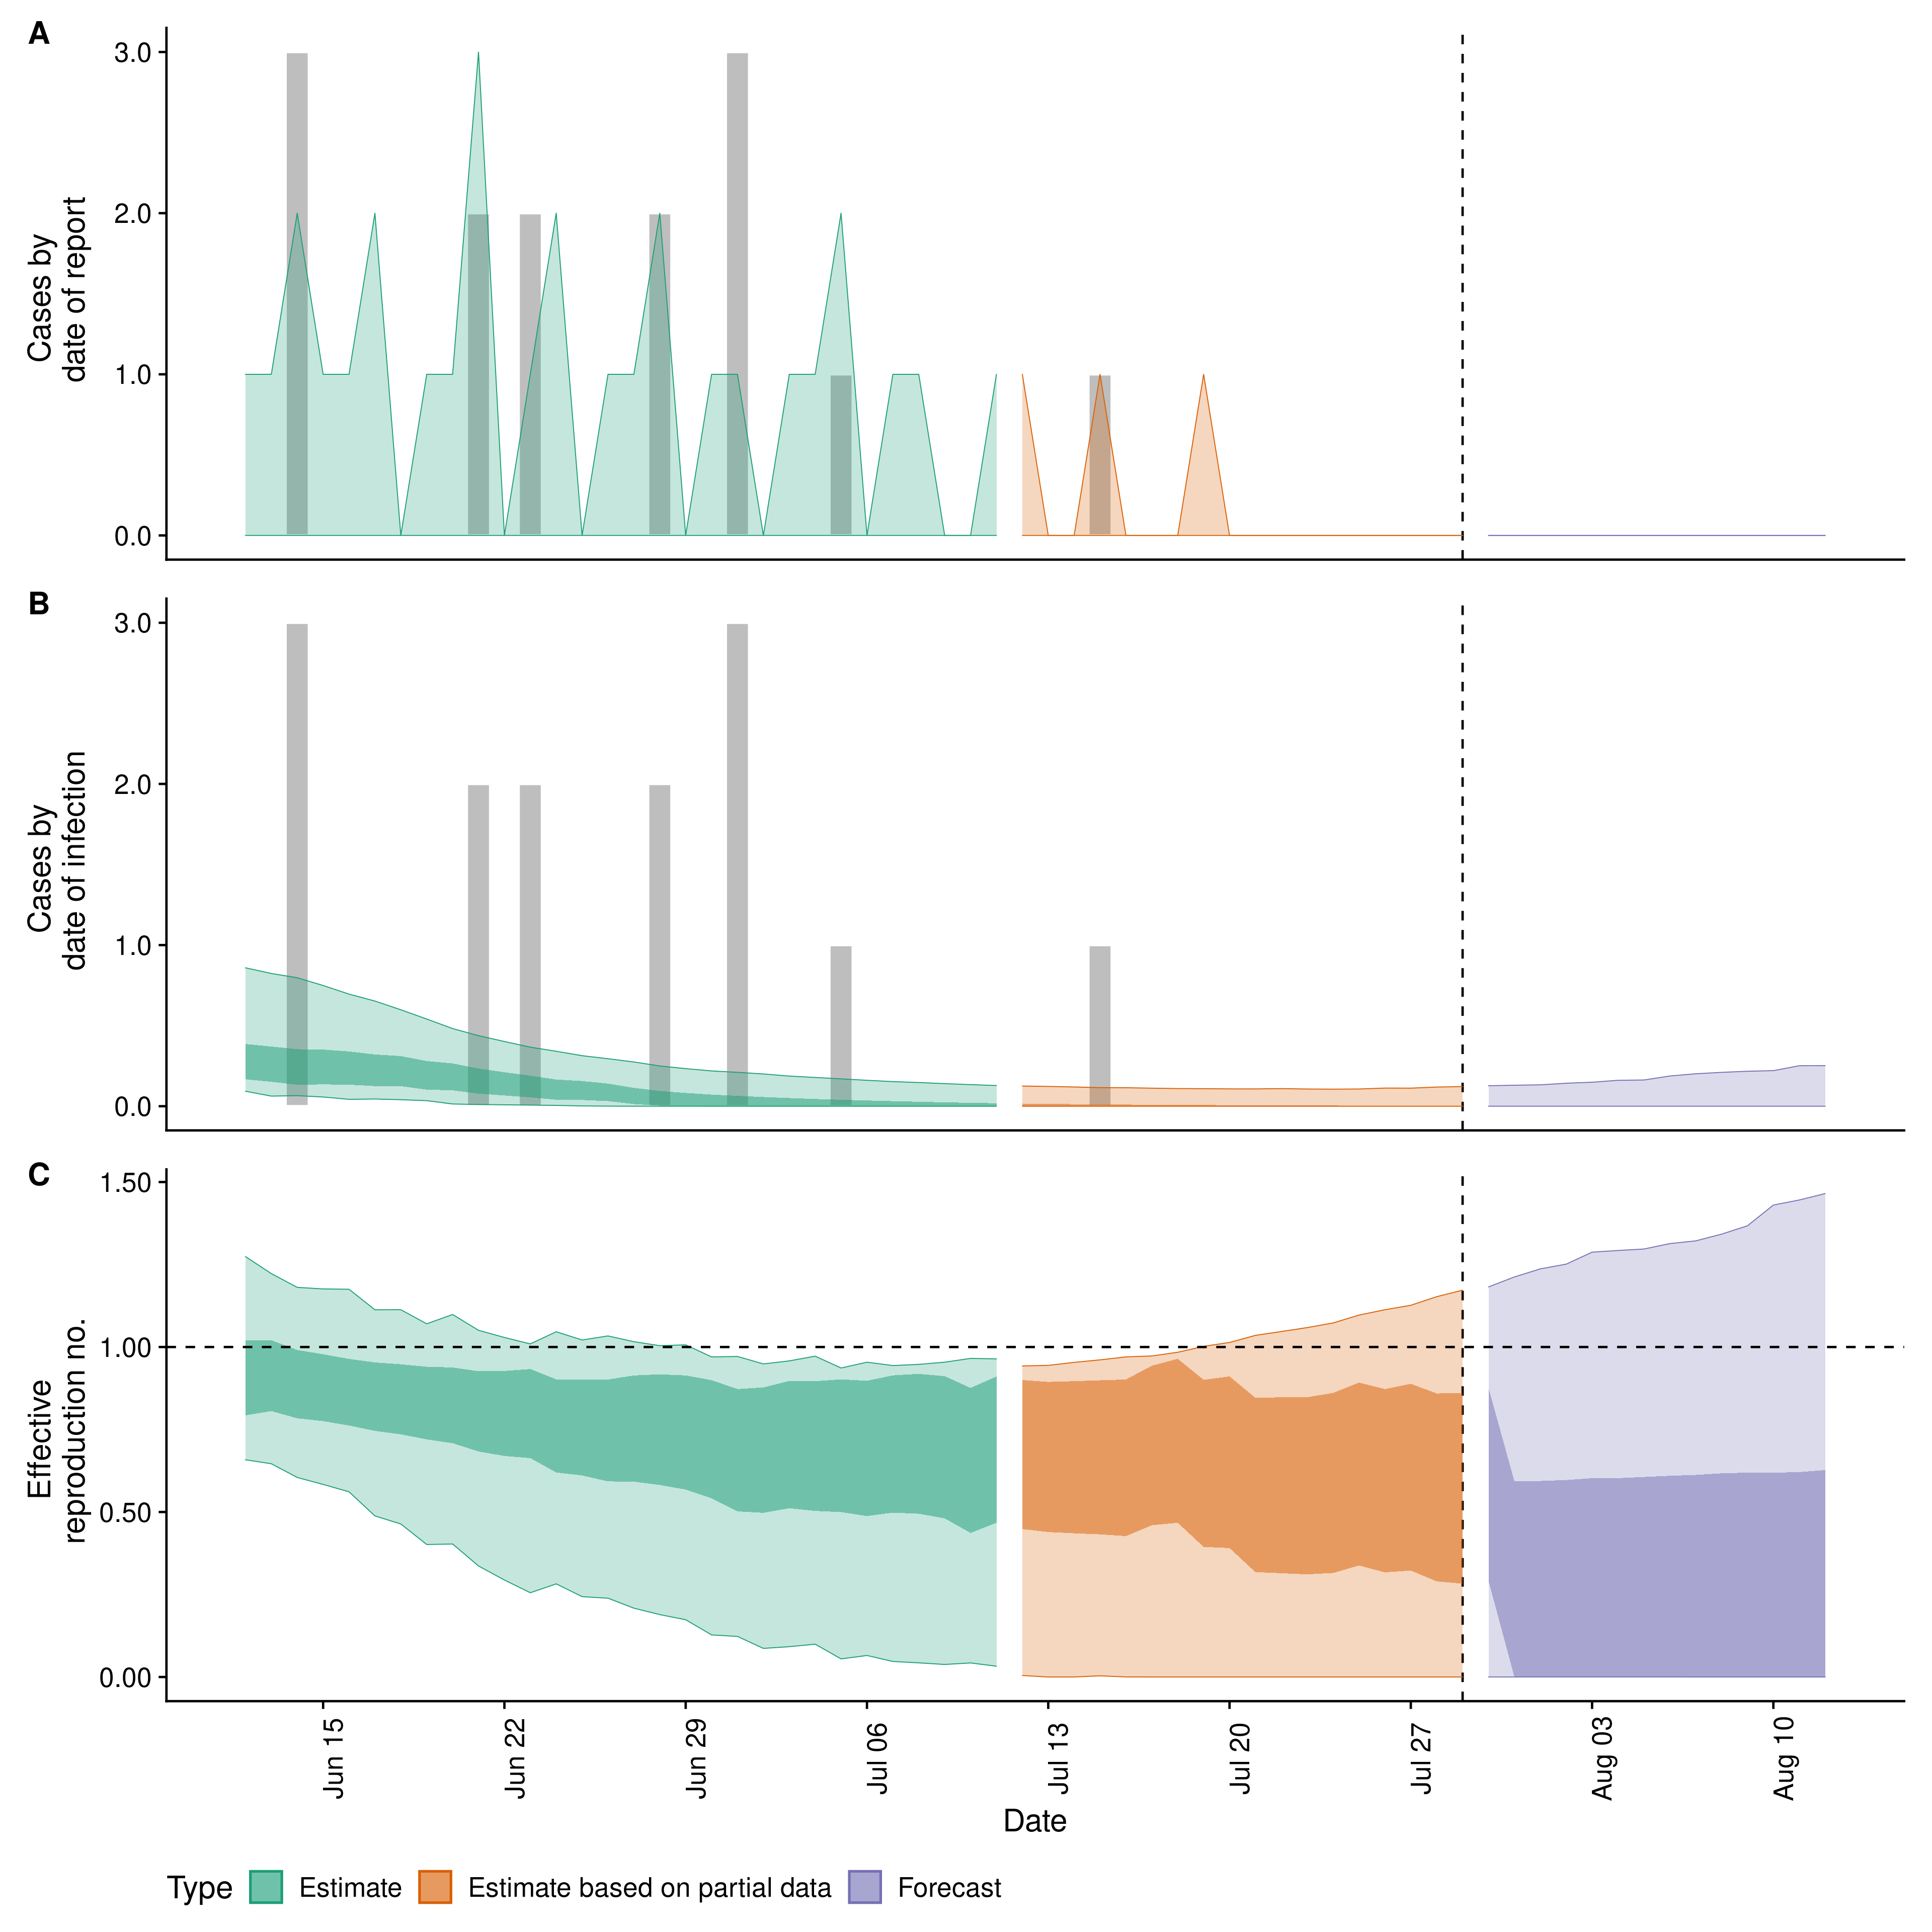 A
Cases by
date of report
3.0
2.0
1.0
0.0
B
Cases by
date of infection
3.0
2.0
1.0
0.0
C
Effective
reproduction no.
1.50
1.00
0.50
0.00
Jun 15
Jun 22
Jun 29
Jul 06
Jul 13
Jul 20
Jul 27
Aug 03
Aug 10
Date
Type Estimate Estimate based on partial data Forecast